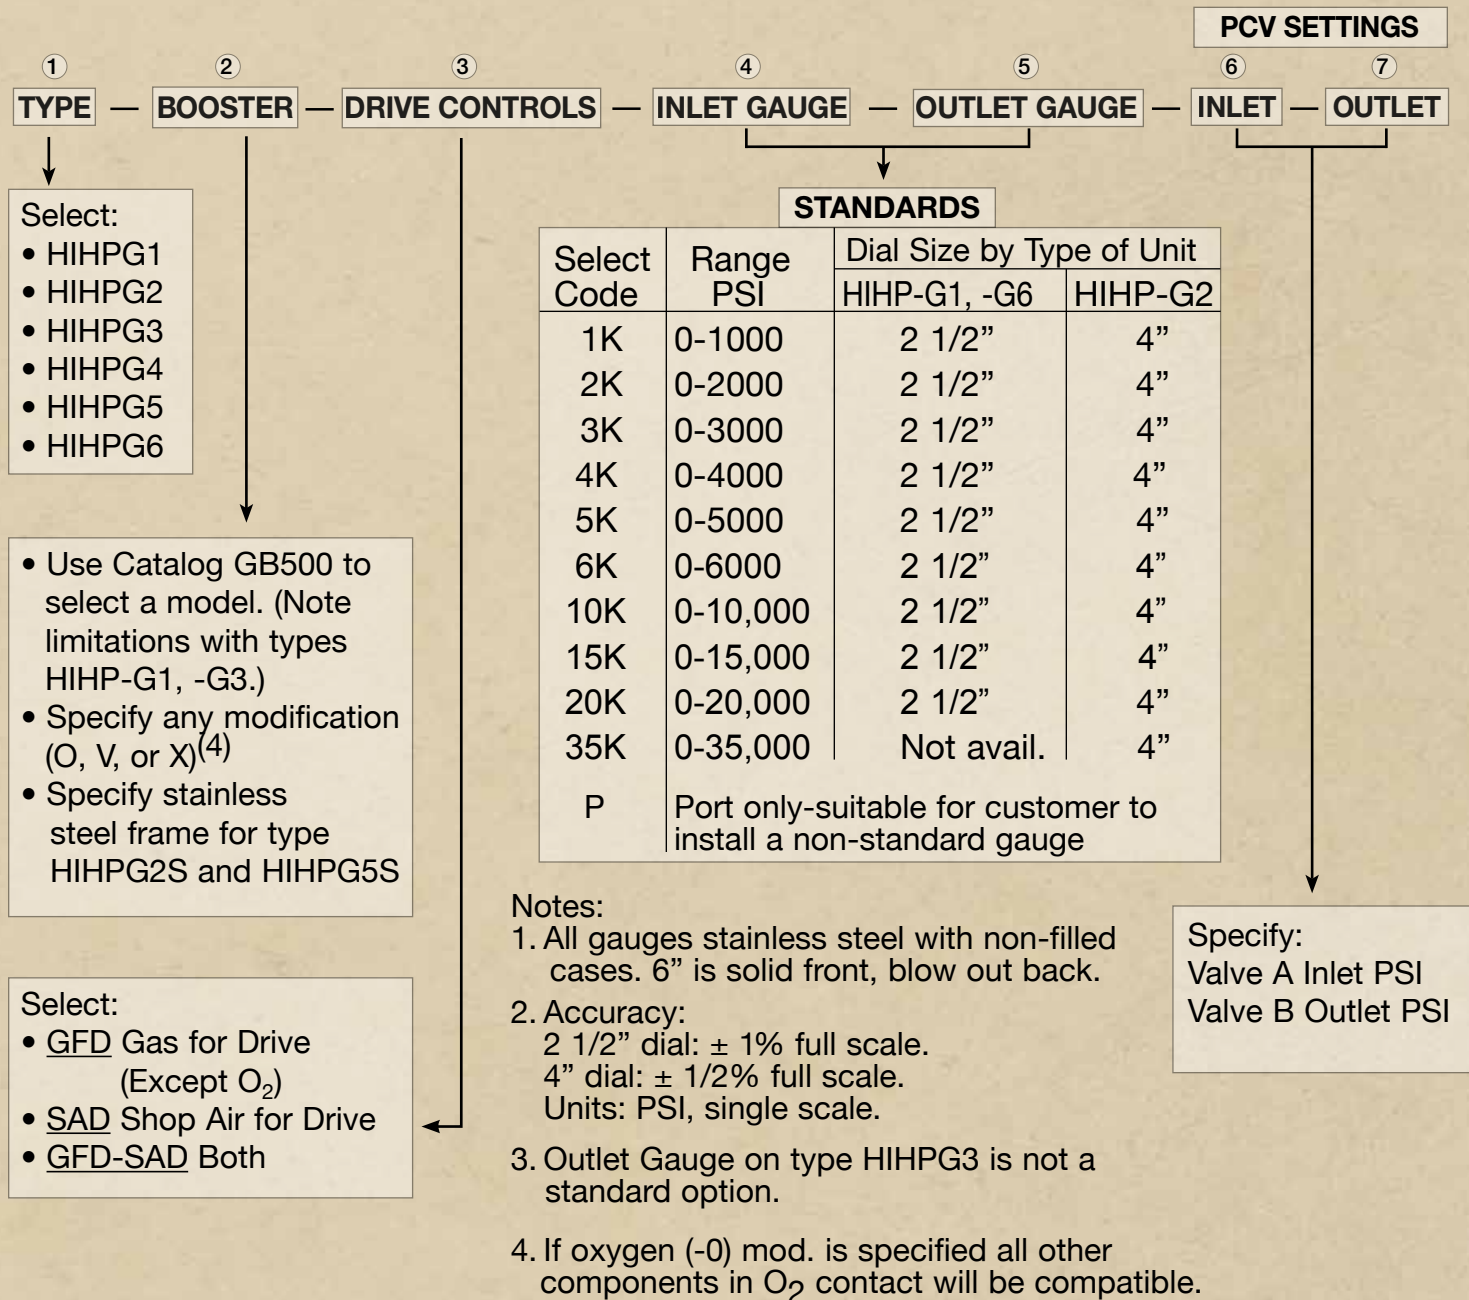 PCV SETTINGS
① ② ③ ④ ⑤ ⑥ ⑦
TYPE — BOOSTER — DRIVE CONTROLS — INLET GAUGE — OUTLET GAUGE — INLET — OUTLET
Select:
• HIHPG1
• HIHPG2
• HIHPG3
• HIHPG4
• HIHPG5
• HIHPG6
• Use Catalog GB500 to
select a model. (Note
limitations with types
HIHP-G1, -G3.)
• Specify any modification
(O, V, or X)(4)
• Specify stainless
steel frame for type
HIHPG2S and HIHPG5S
Select:
• GFD Gas for Drive
(Except O₂)
• SAD Shop Air for Drive
• GFD-SAD Both
STANDARDS
Select Code Range PSI Dial Size by Type of Unit
HIHP-G1, -G6 HIHP-G2
1K 0-1000 2 1/2” 4”
2K 0-2000 2 1/2” 4”
3K 0-3000 2 1/2” 4”
4K 0-4000 2 1/2” 4”
5K 0-5000 2 1/2” 4”
6K 0-6000 2 1/2” 4”
10K 0-10,000 2 1/2” 4”
15K 0-15,000 2 1/2” 4”
20K 0-20,000 2 1/2” 4”
35K 0-35,000 Not avail. 4”
P Port only-suitable for customer to
install a non-standard gauge
Notes:
1. All gauges stainless steel with non-filled
cases. 6” is solid front, blow out back.
2. Accuracy:
2 1/2” dial: ± 1% full scale.
4” dial: ± 1/2% full scale.
Units: PSI, single scale.
3. Outlet Gauge on type HIHPG3 is not a
standard option.
4. If oxygen (-0) mod. is specified all other
components in O₂ contact will be compatible.
Specify:
Valve A Inlet PSI
Valve B Outlet PSI